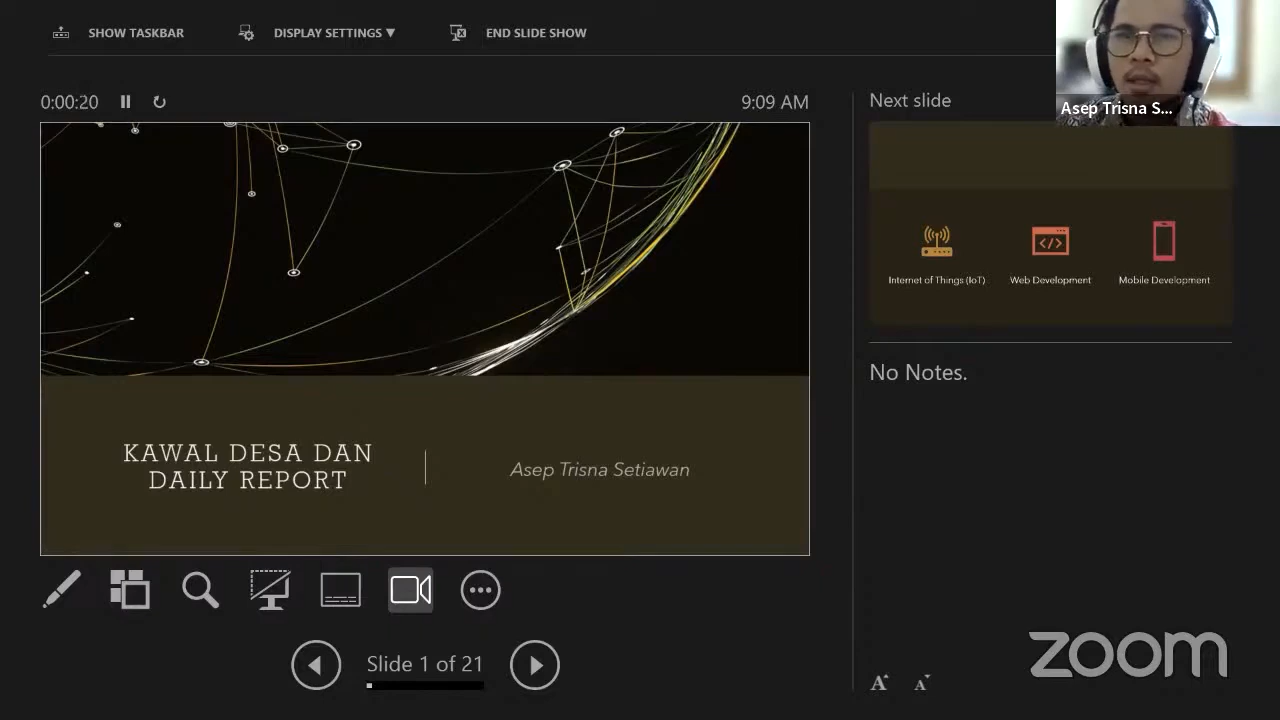 SHOW TASKBAR
DISPLAY SETTINGS ▼
END SLIDE SHOW
Asep Trisna S...
0:00:20
9:09 AM
Next slide
Internet of Things (IoT)
Web Development
Mobile Development
No Notes.
KAWAL DESA DAN
DAILY REPORT
Asep Trisna Setiawan
Slide 1 of 21
A
A
zoom